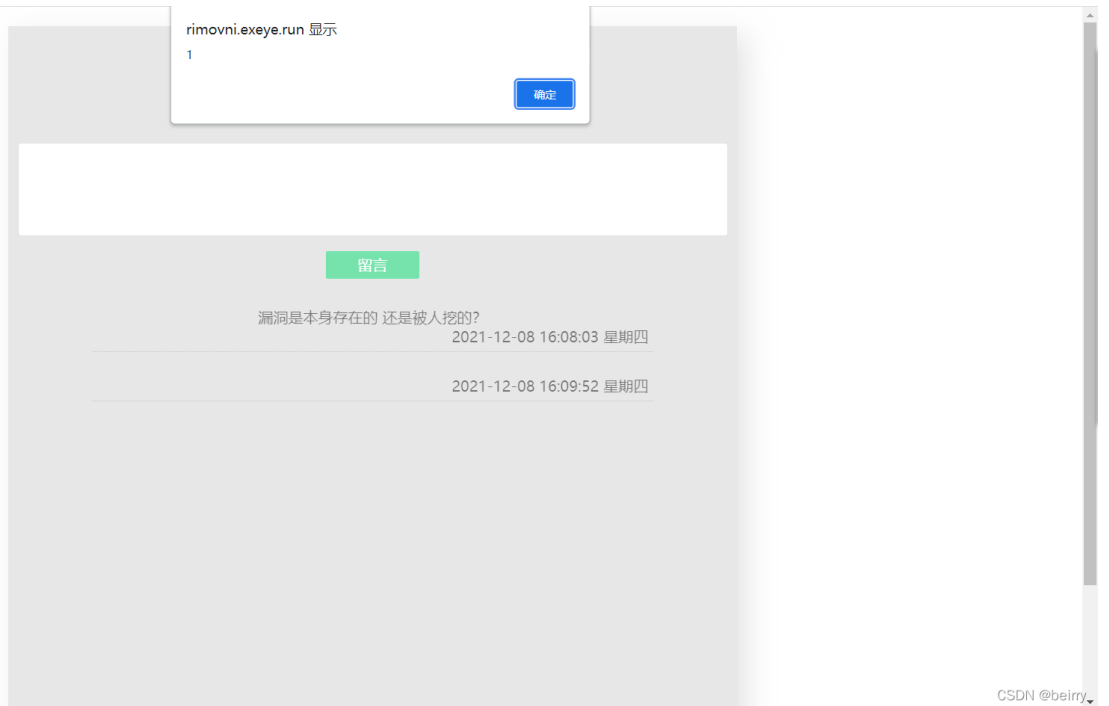 rimovni.exeye.run 显示
1
确定
留言
漏洞是本身存在的 还是被人挖的?
2021-12-08 16:08:03 星期四
2021-12-08 16:09:52 星期四
CSDN @beirry